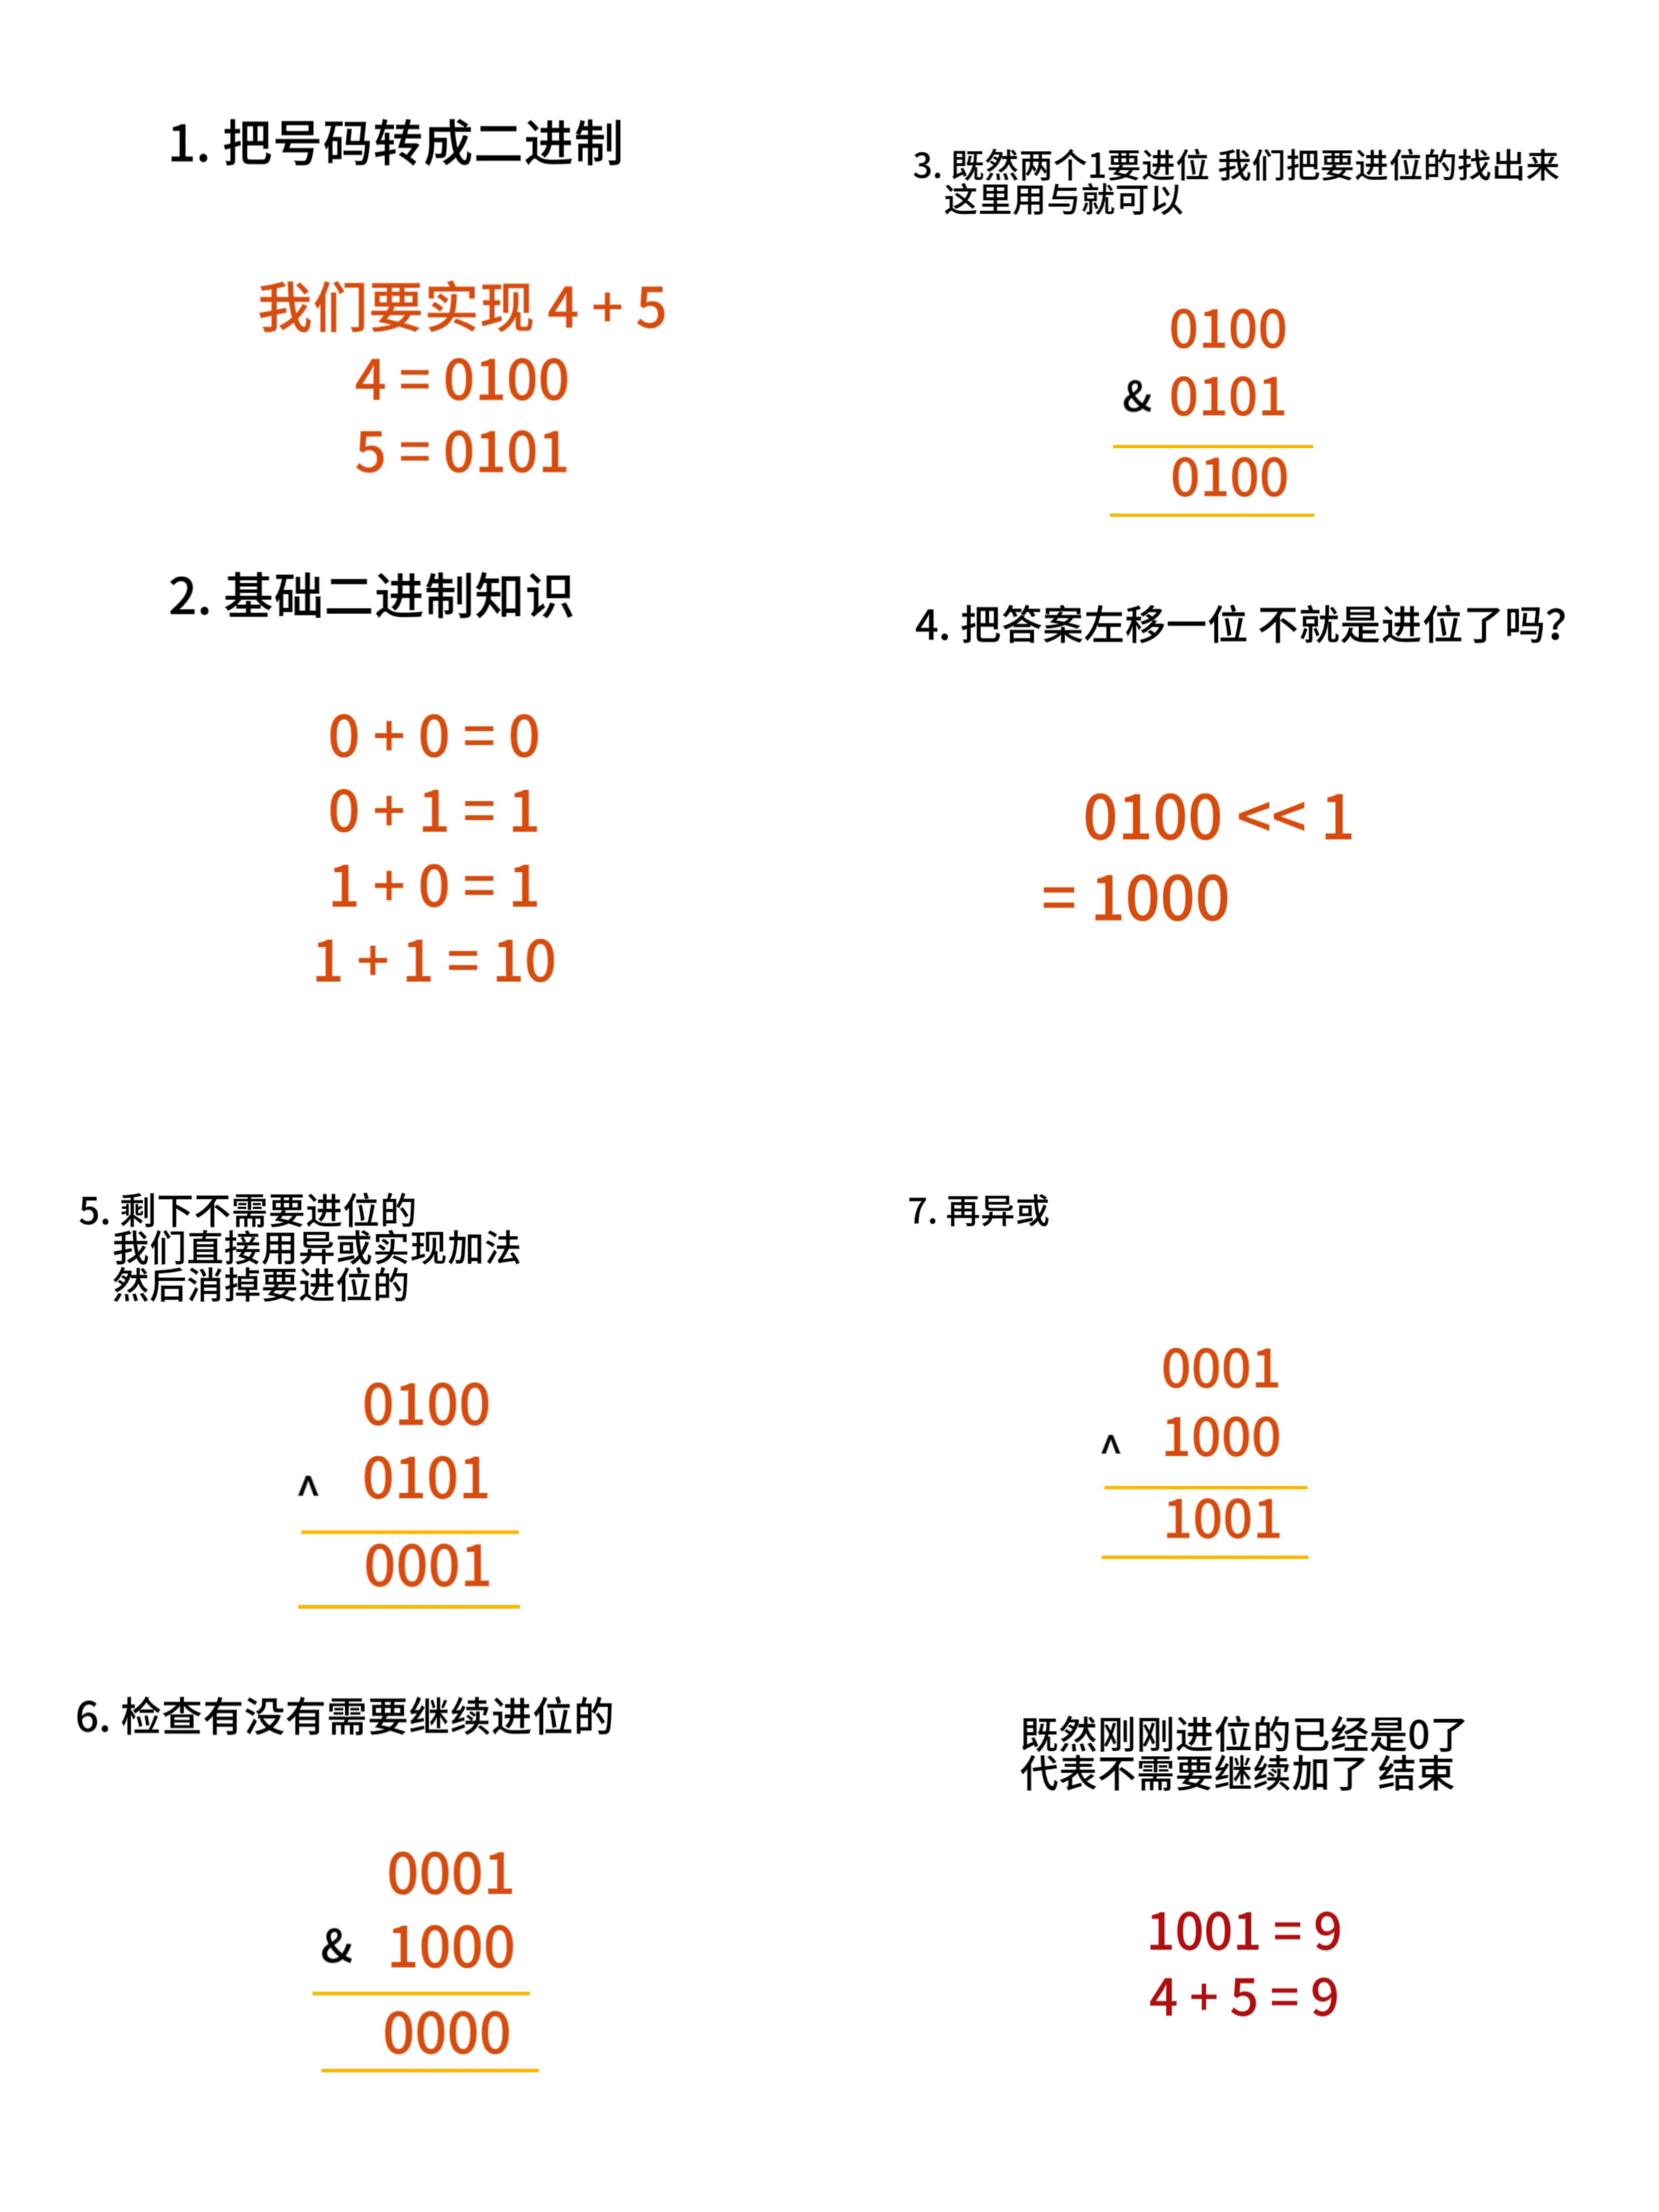 1. 把号码转成二进制
我们要实现 4 + 5
4 = 0100
5 = 0101
2. 基础二进制知识
0 + 0 = 0
0 + 1 = 1
1 + 0 = 1
1 + 1 = 10
3. 既然两个1要进位 我们把要进位的找出来
这里用与就可以
0100
& 0101
0100
4. 把答案左移一位 不就是进位了吗?
0100 << 1
= 1000
5. 剩下不需要进位的
我们直接用异或实现加法
然后消掉要进位的
0100
^ 0101
0001
6. 检查有没有需要继续进位的
0001
& 1000
0000
7. 再异或
0001
^ 1000
1001
既然刚刚进位的已经是0了
代表不需要继续加了 结束
1001 = 9
4 + 5 = 9